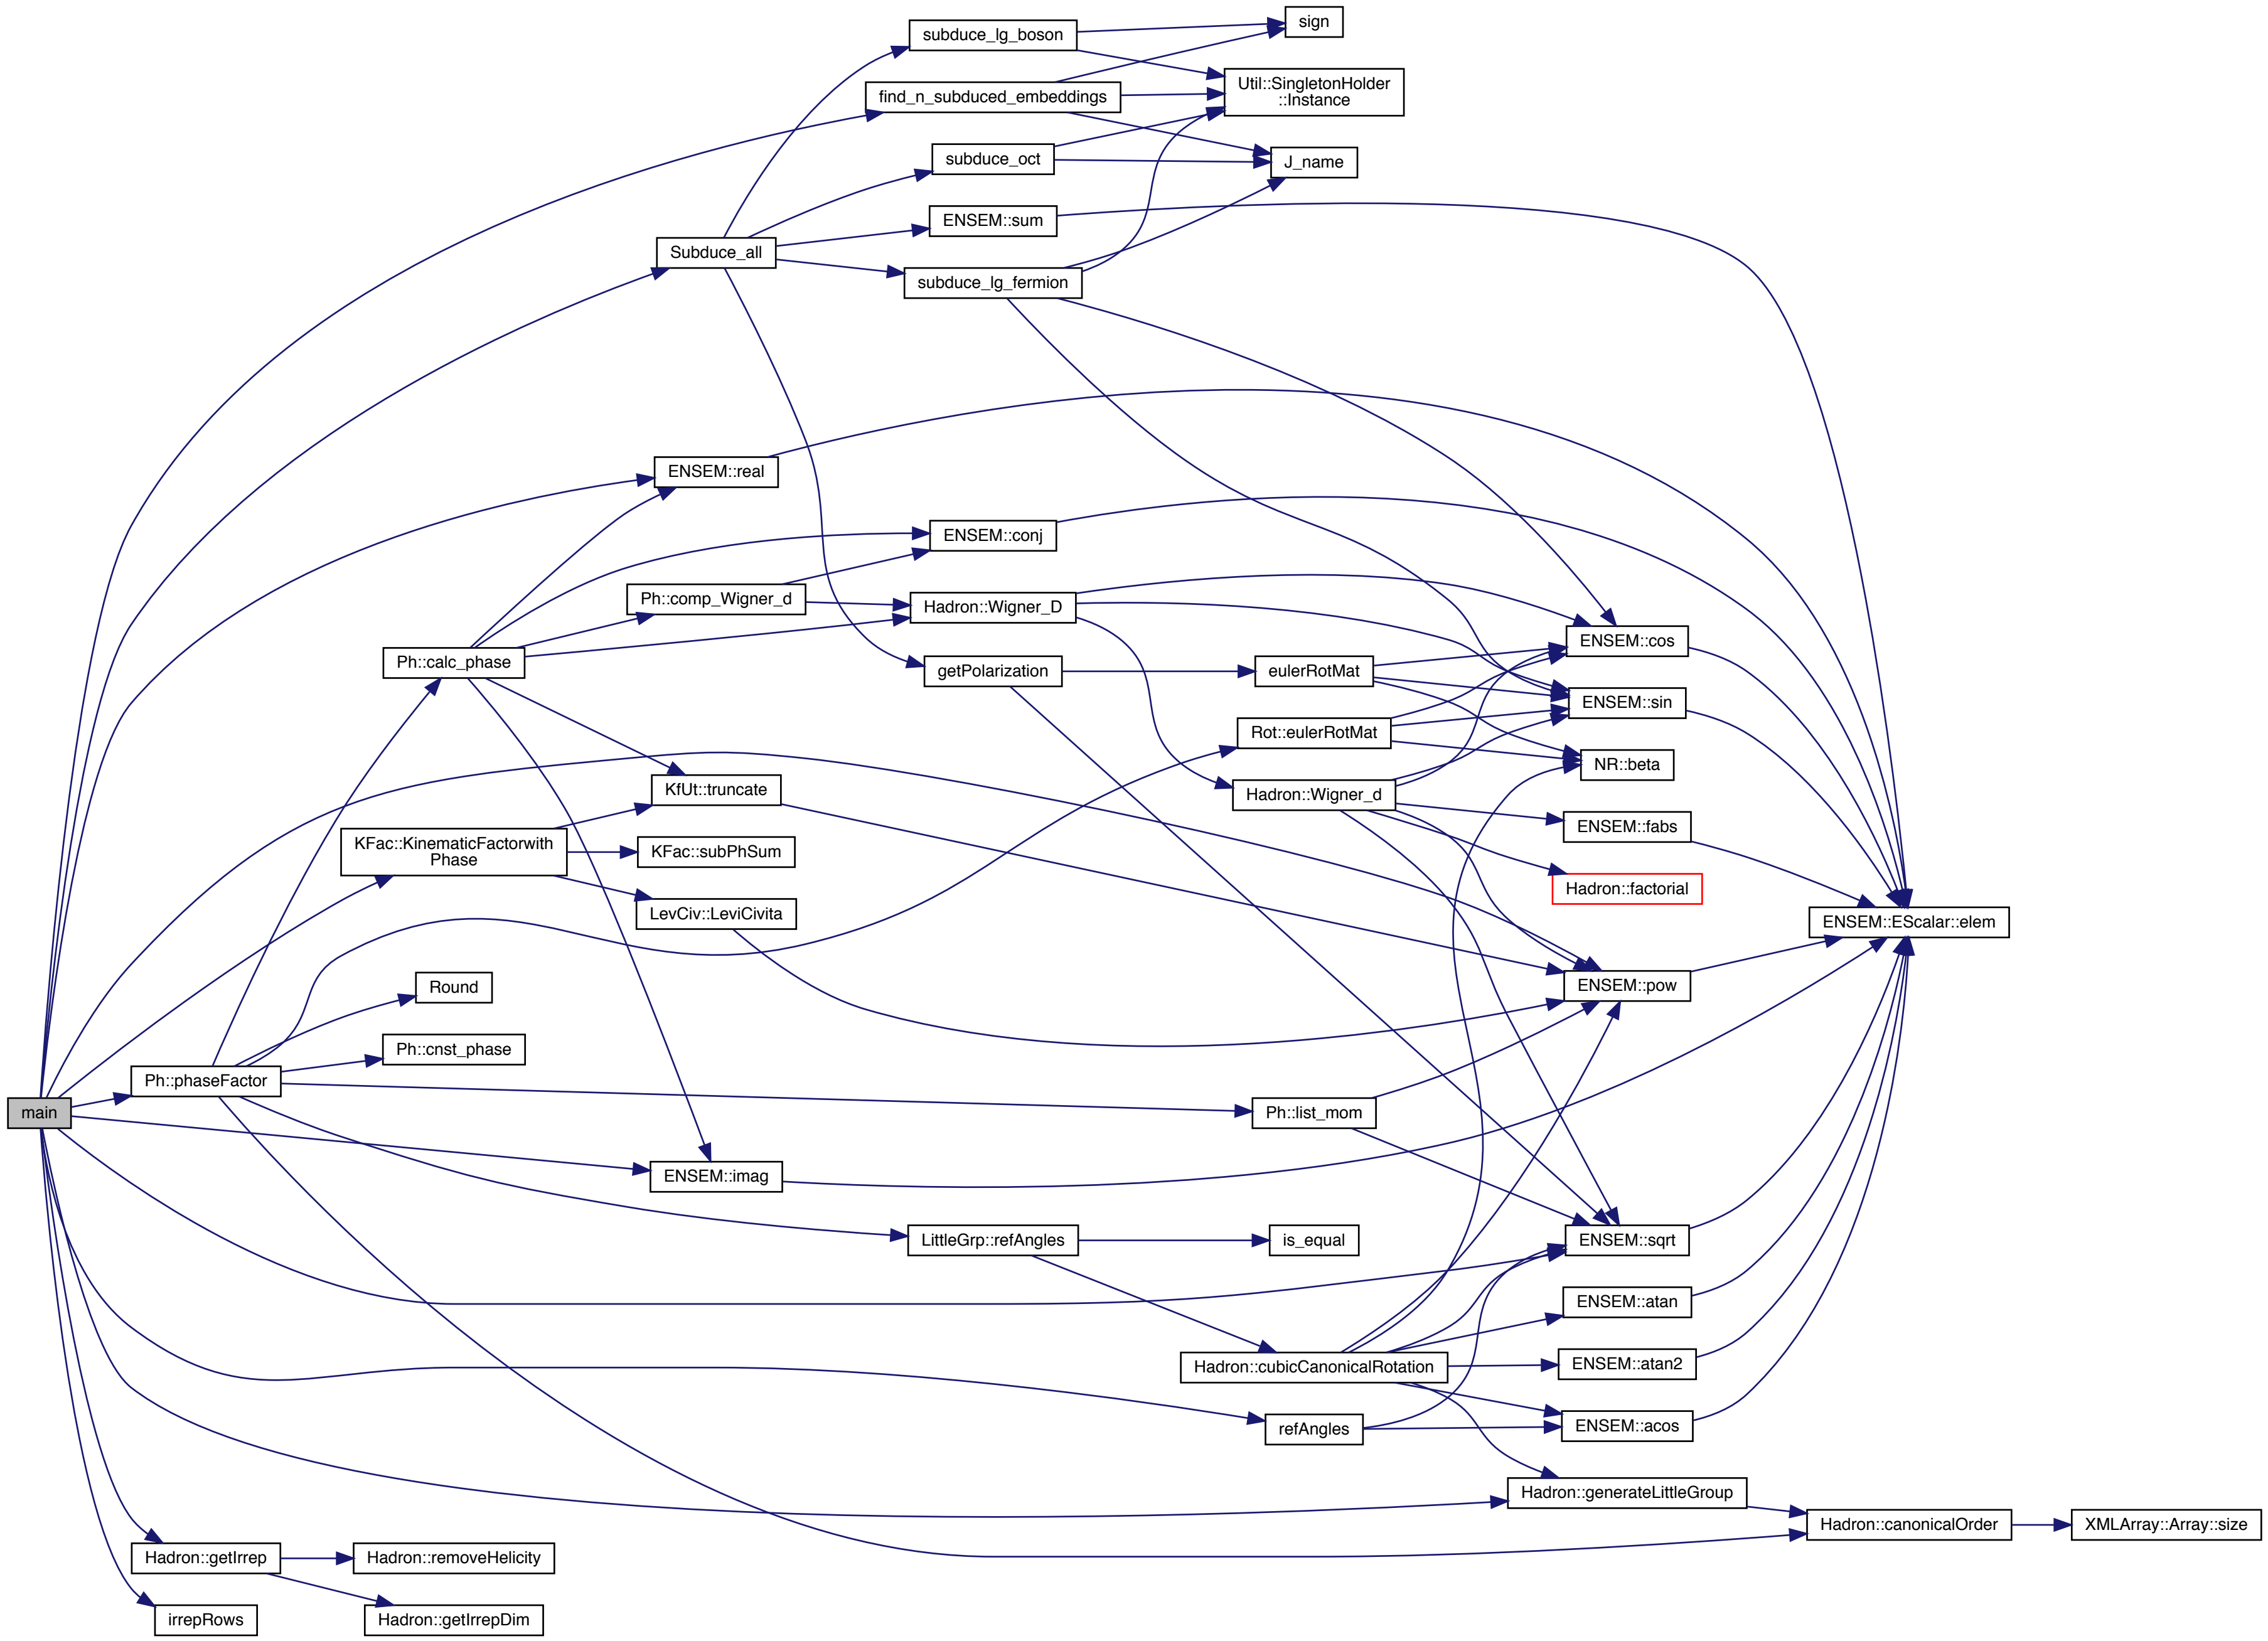 sign
subduce_lg_boson
Util::SingletonHolder
::Instance
find_n_subduced_embeddings
subduce_oct
J_name
ENSEM::sum
Subduce_all
subduce_lg_fermion
ENSEM::real
ENSEM::conj
Ph::comp_Wigner_d
Hadron::Wigner_D
ENSEM::cos
Ph::calc_phase
getPolarization
eulerRotMat
ENSEM::sin
Rot::eulerRotMat
NR::beta
KfUt::truncate
Hadron::Wigner_d
ENSEM::fabs
KFac::KinematicFactorwith
Phase
KFac::subPhSum
Hadron::factorial
LevCiv::LeviCivita
ENSEM::EScalar::elem
Round
ENSEM::pow
Ph::cnst_phase
Ph::phaseFactor
main
Ph::list_mom
ENSEM::imag
LittleGrp::refAngles
is_equal
ENSEM::sqrt
ENSEM::atan
Hadron::cubicCanonicalRotation
ENSEM::atan2
refAngles
ENSEM::acos
Hadron::generateLittleGroup
Hadron::canonicalOrder
XMLArray::Array::size
Hadron::getIrrep
Hadron::removeHelicity
irrepRows
Hadron::getIrrepDim